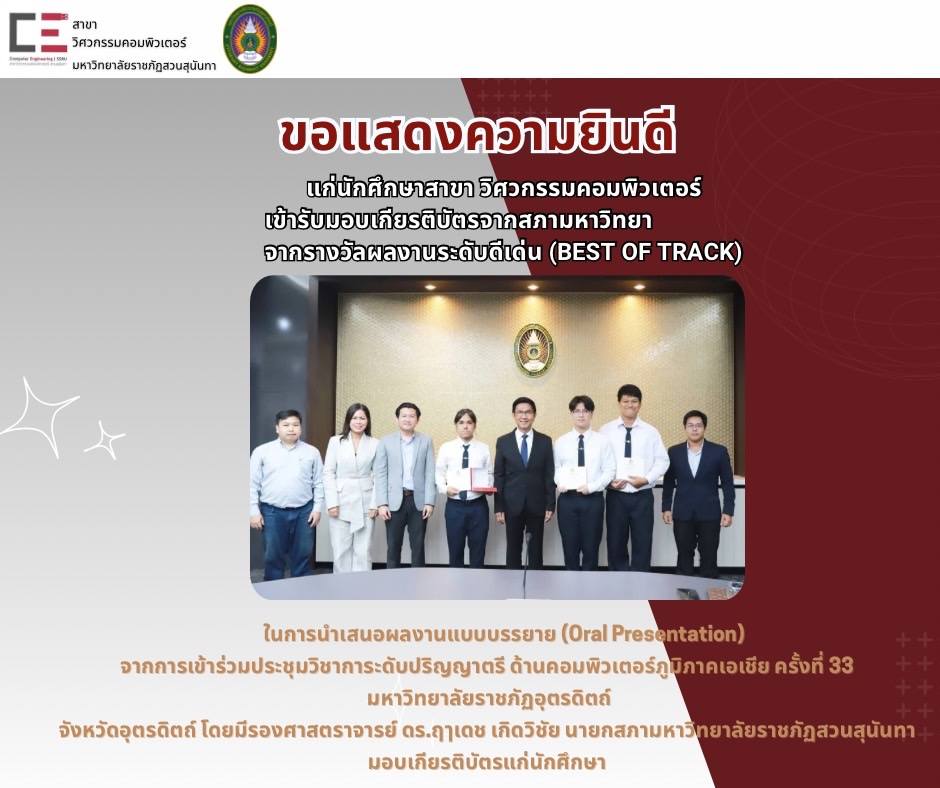 สาขา
วิศวกรรมคอมพิวเตอร์
Computer Engineering | SSRU
มหาวิทยาลัยราชภัฏสวนสุนันทา
ขอแสดงความยินดี
แก่นักศึกษาสาขา วิศวกรรมคอมพิวเตอร์
เข้ารับมอบเกียรติบัตรจากสภามหาวิทยา
จากรางวัลผลงานระดับดีเด่น (BEST OF TRACK)
ในการนำเสนอผลงานแบบบรรยาย (Oral Presentation)
จากการเข้าร่วมประชุมวิชาการะดับปริญญาตรี ด้านคอมพิวเตอร์ภูมิภาคเอเชีย ครั้งที่ 33
มหาวิทยาลัยราชภัฏอุตรดิตถ์
จังหวัดอุตรดิตถ์ โดยมีรองศาสตราจารย์ ดร.ฤๅเดช เกิดวิชัย นายกสภามหาวิทยาลัยราชภัฏสวนสุนันทา
มอบเกียรติบัตรแก่นักศึกษา